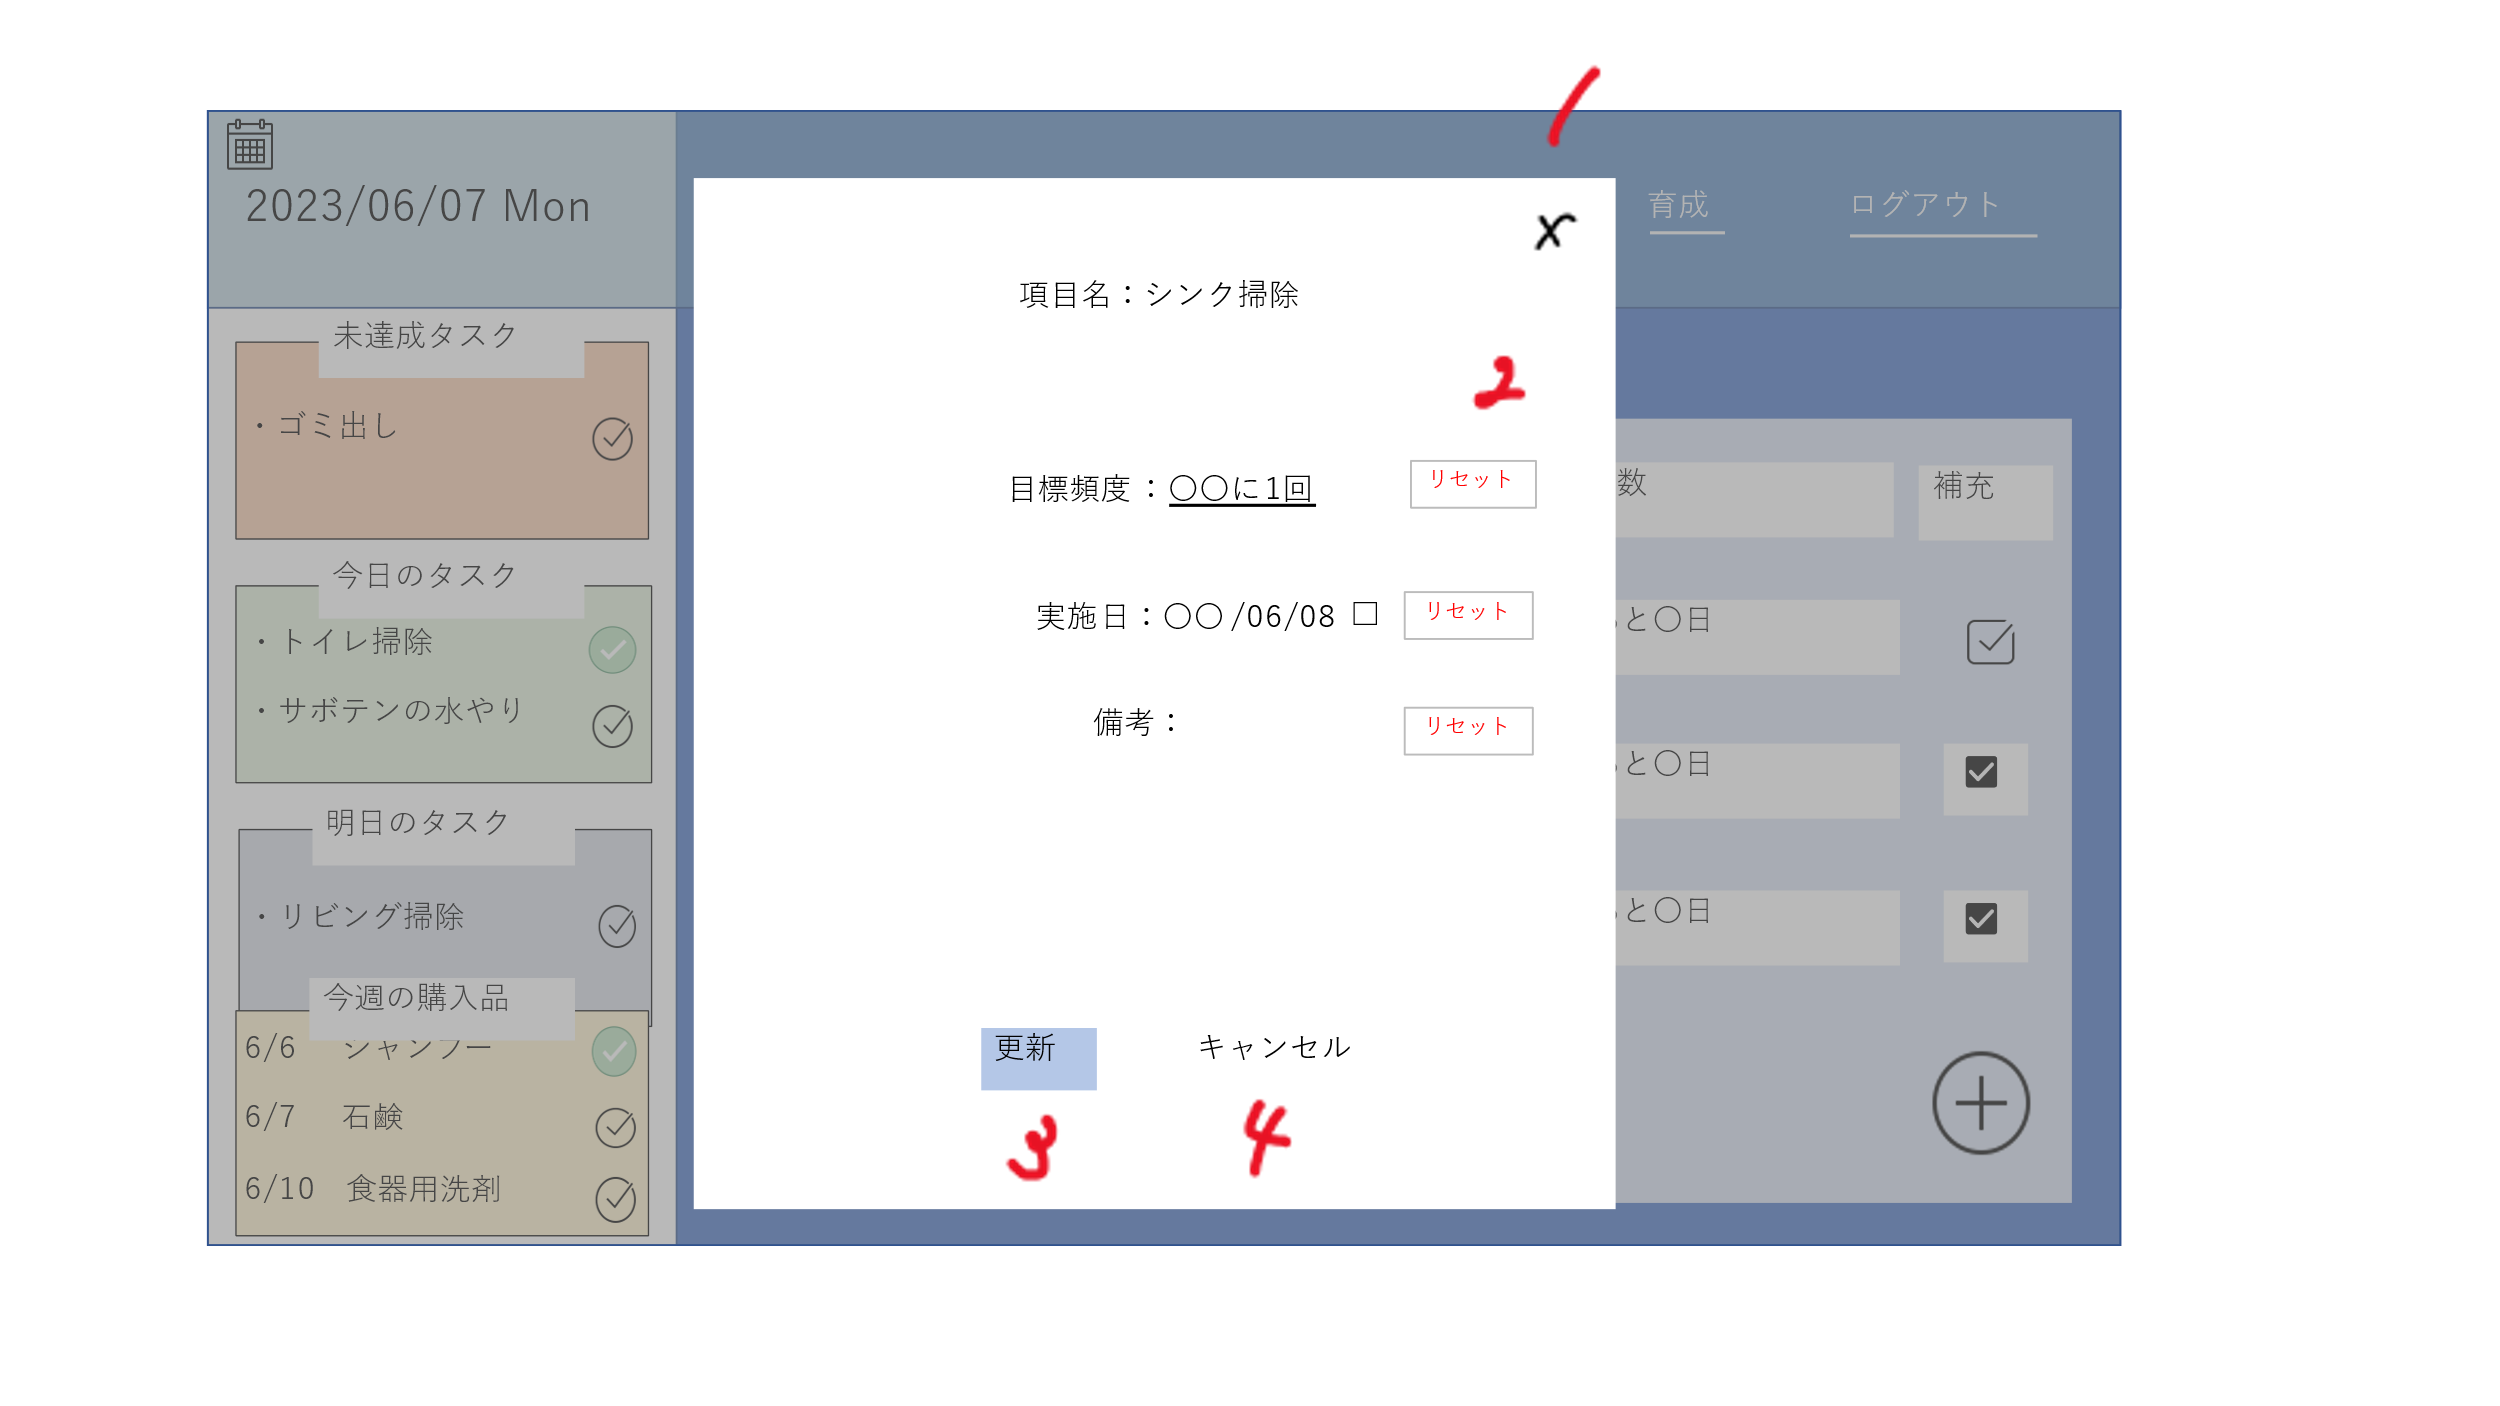 1
2023/06/07 Mon
育成
ログアウト
x
項目名：シンク掃除
未達成タスク
・ゴミ出し
2
目標頻度：〇〇に1回
リセット
数
補充
今日のタスク
・トイレ掃除
・サボテンの水やり
実施日：〇〇/06/08 □
リセット
と〇日
備考：
リセット
と〇日
明日のタスク
・リビング掃除
と〇日
今週の購入品
6/6 シャンプー
6/7 石鹸
6/10 食器用洗剤
更新
キャンセル
3
4